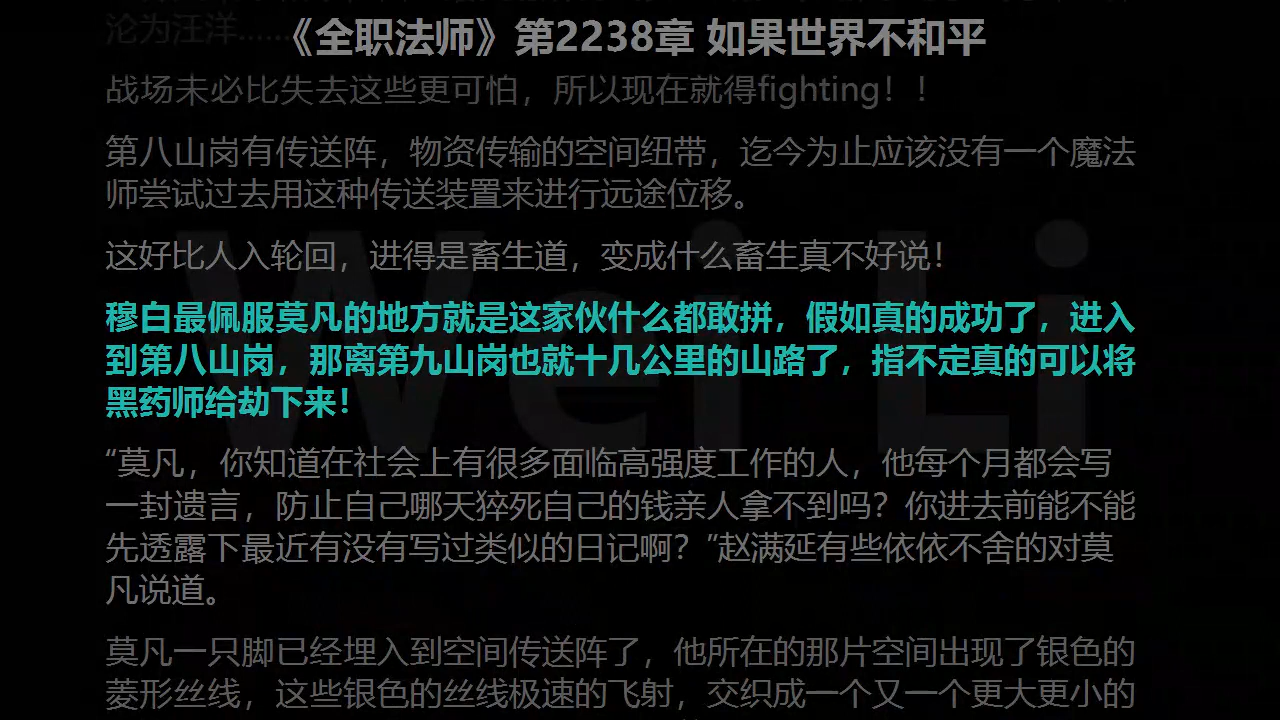 沦为汪洋……
《全职法师》第2238章 如果世界不和平
战场未必比失去这些更可怕，所以现在就得fighting！！
第八山岗有传送阵，物资传输的空间纽带，迄今为止应该没有一个魔法
师尝试过去用这种传送装置来进行远途位移。
这好比人入轮回，进得是畜生道，变成什么畜生真不好说！
穆白最佩服莫凡的地方就是这家伙什么都敢拼，假如真的成功了，进入
到第八山岗，那离第九山岗也就十几公里的山路了，指不定真的可以将
黑药师给劫下来！
“莫凡，你知道在社会上有很多面临高强度工作的人，他每个月都会写
一封遗言，防止自己哪天猝死自己的钱亲人拿不到吗？你进去前能不能
先透露下最近有没有写过类似的日记啊？”赵满延有些依依不舍的对莫
凡说道。
莫凡一只脚已经埋入到空间传送阵了，他所在的那片空间出现了银色的
菱形丝线，这些银色的丝线极速的飞射，交织成一个又一个更大更小的
Wei Li